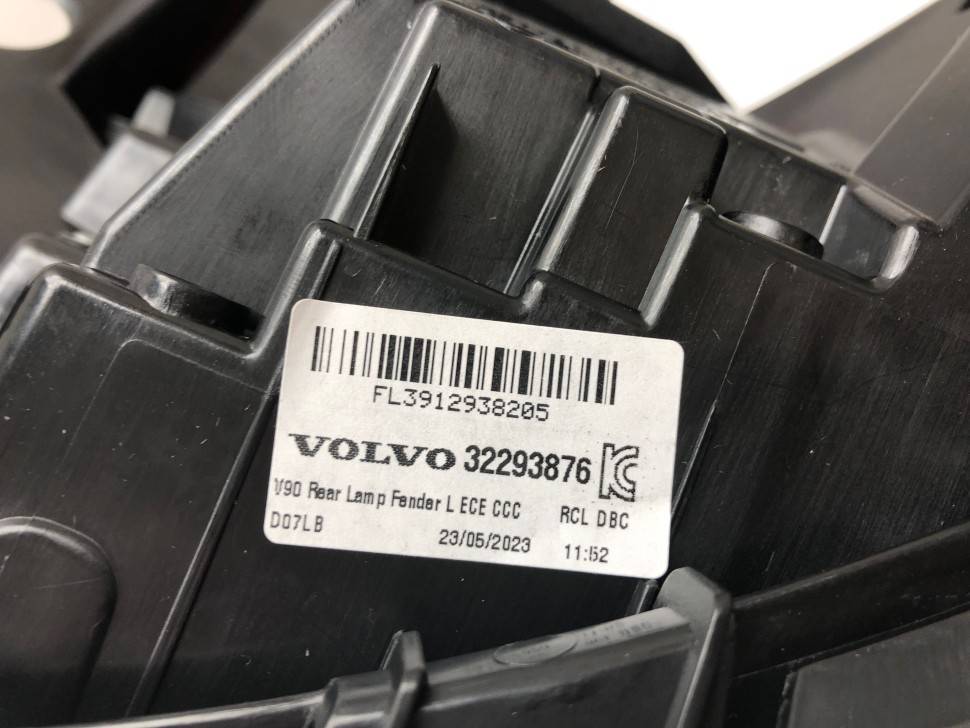 FL3912938205
VOLVO 32293876
V90 Rear Lamp Fender L ECE CCC RCL DBC
D07LB 23/05/2023 11:52